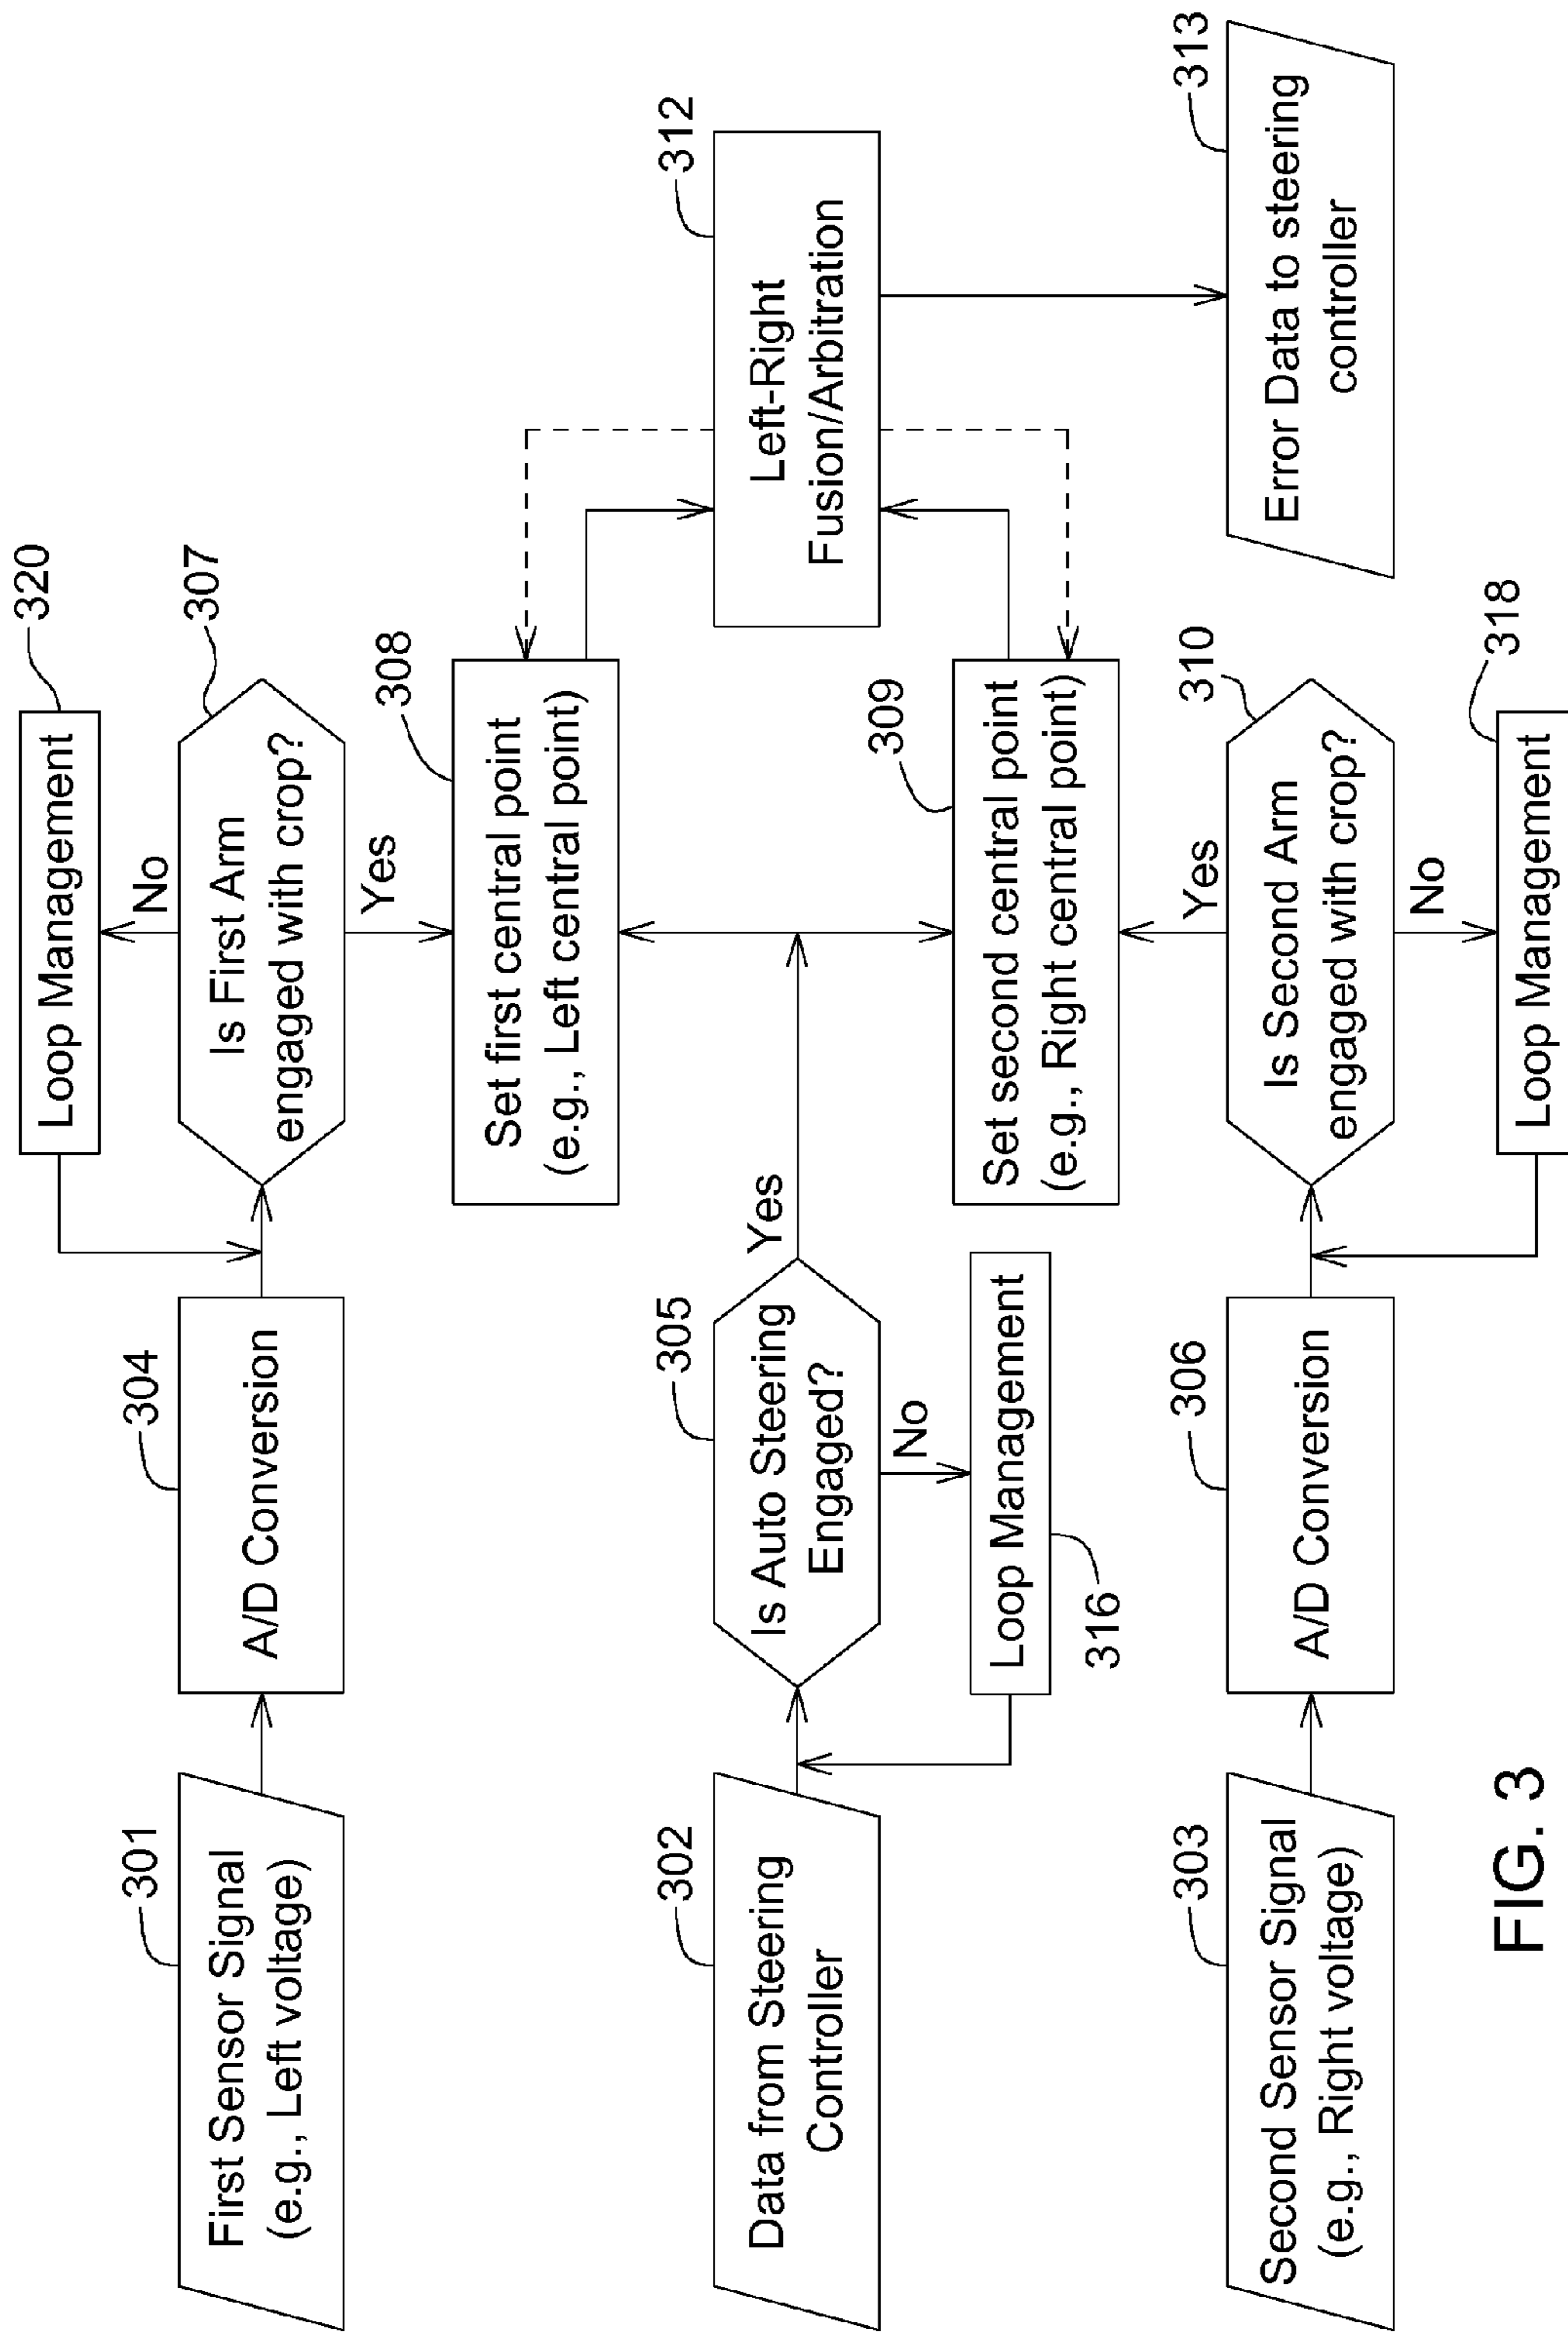 320
Loop Management
No
307
Is First Arm
engaged with crop?
Yes
301
First Sensor Signal
(e.g., Left voltage)
304
A/D Conversion
308
Set first central point
(e.g., Left central point)
312
Left-Right
Fusion/Arbitration
302
Data from Steering
Controller
305
Is Auto Steering
Engaged?
Yes
No
Loop Management
316
309
Set second central point
(e.g., Right central point)
313
Error Data to steering
controller
303
Second Sensor Signal
(e.g., Right voltage)
306
A/D Conversion
310
Yes
Is Second Arm
engaged with crop?
No
318
Loop Management
FIG. 3